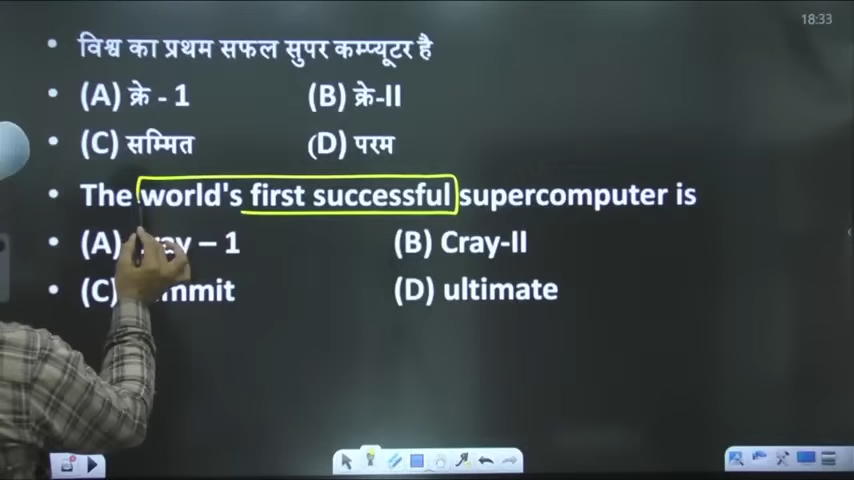 18:33
• विश्व का प्रथम सफल सुपर कम्प्यूटर है
• (A) क्रे - 1 (B) क्रे-II
• (C) सम्मित (D) परम
• The world's first successful supercomputer is
• (A) – 1 (B) Cray-II
• (C) (D) ultimate